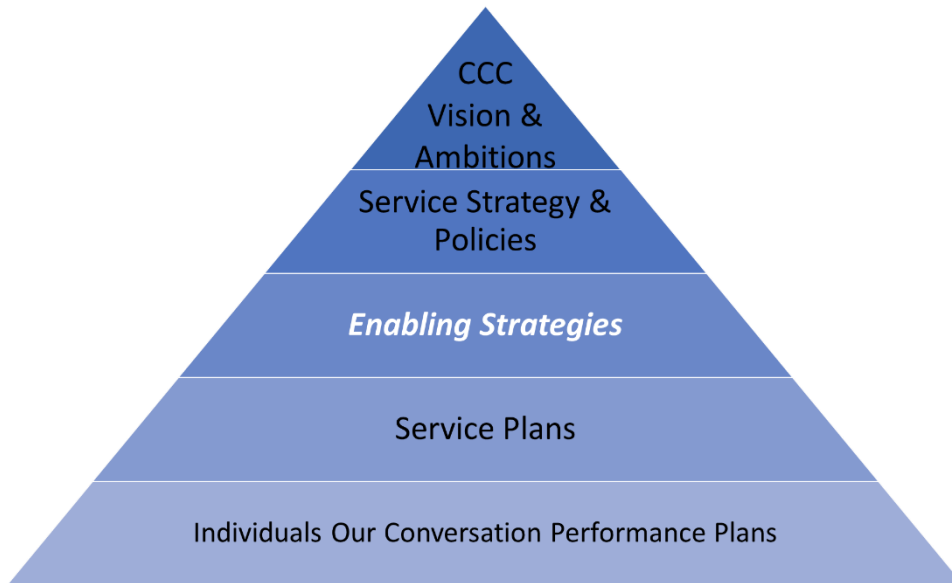 CCC
Vision &
Ambitions
Service Strategy &
Policies
Enabling Strategies
Service Plans
Individuals Our Conversation Performance Plans